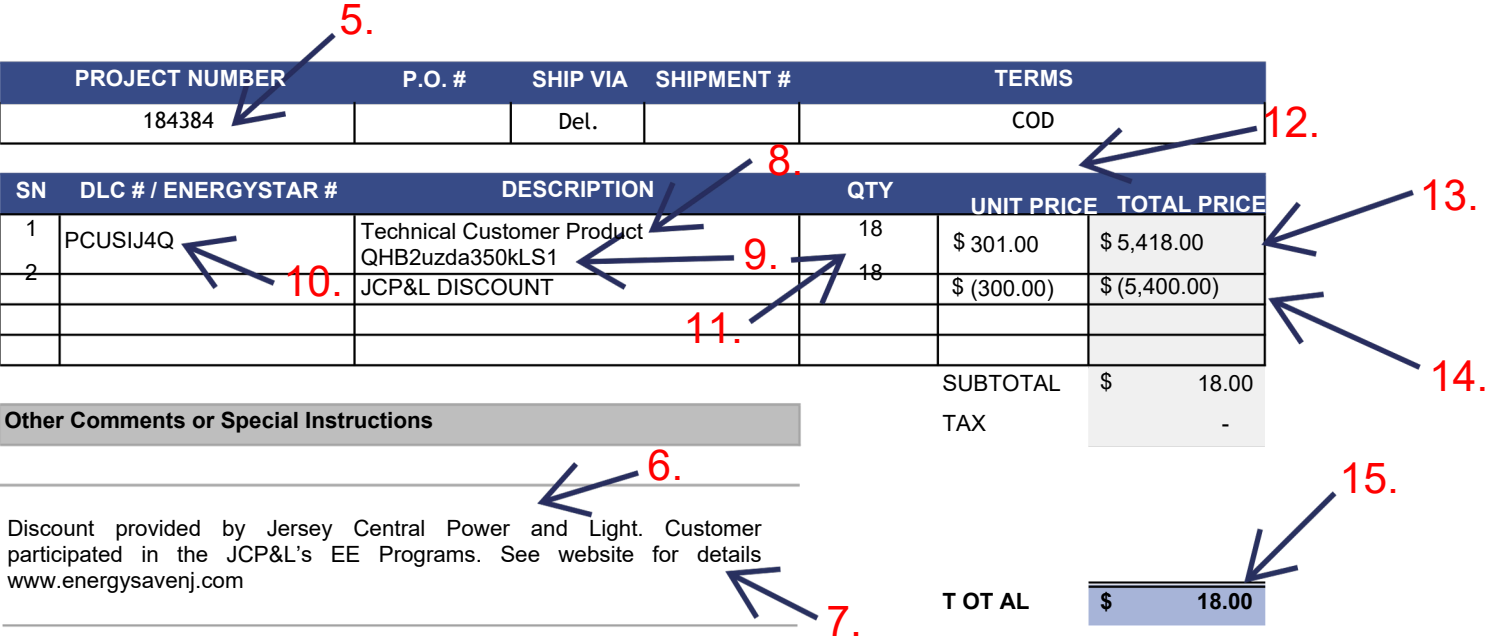 5.
PROJECT NUMBER P.O. # SHIP VIA SHIPMENT # TERMS
184384 Del. COD
12.
8.
SN DLC # / ENERGYSTAR # DESCRIPTION QTY UNIT PRICE TOTAL PRICE
13.
1 PCUSIJ4Q Technical Customer Product 18 $ 301.00 $ 5,418.00
QHB2uzda350kLS1
9.
10.
2 JCP&L DISCOUNT 18 $ (300.00) $ (5,400.00)
11.
14.
SUBTOTAL $ 18.00
Other Comments or Special Instructions
TAX -
6.
15.
Discount provided by Jersey Central Power and Light. Customer
participated in the JCP&L’s EE Programs. See website for details
www.energysavenj.com
T OT AL $ 18.00
7.